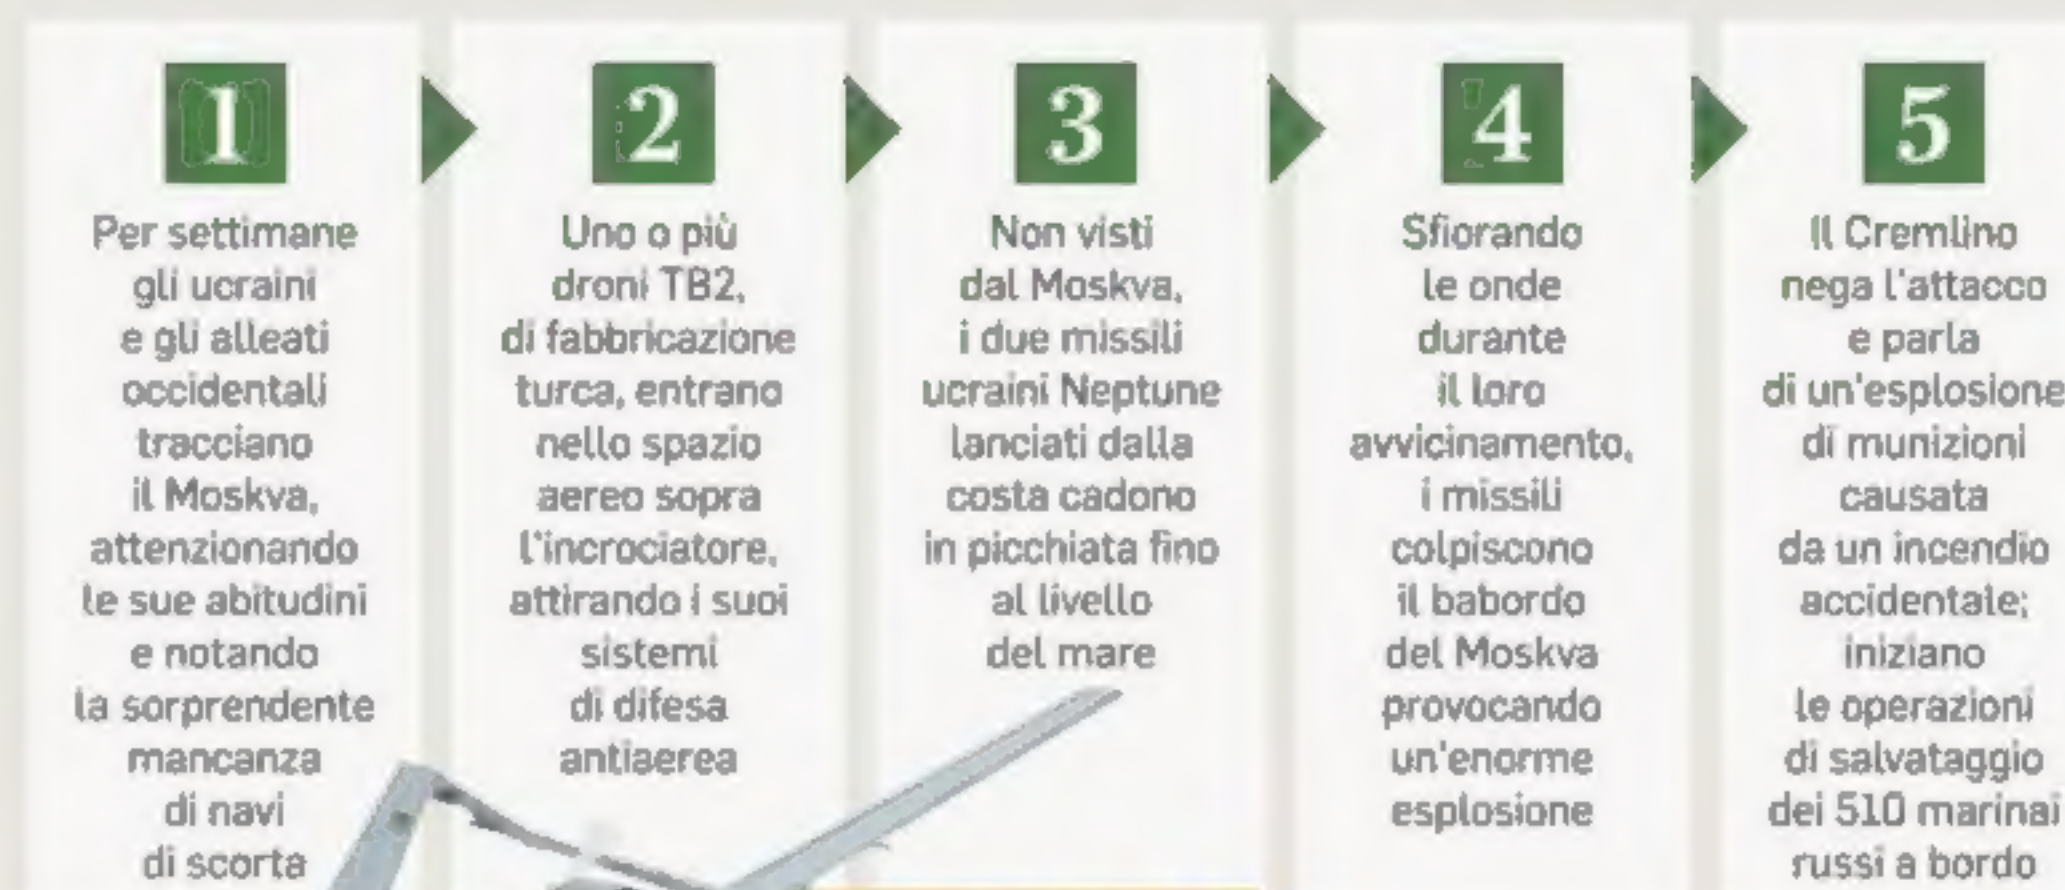 1
Per settimane
gli ucraini
e gli alleati
occidentali
tracciano
il Moskva,
attenzionando
le sue abitudini
e notando
la sorprendente
mancanza
di navi
di scorta
2
Uno o più
droni TB2,
di fabbricazione
turca, entrano
nello spazio
aereo sopra
l'incrociatore,
attirando i suoi
sistemi
di difesa
antiaerea
3
Non visti
dal Moskva,
i due missili
ucraini Neptune
lanciati dalla
costa cadono
in picchiata fino
al livello
del mare
4
Sfiorando
le onde
durante
il loro
avvicinamento,
i missili
colpiscono
il babordo
del Moskva
provocando
un'enorme
esplosione
5
Il Cremlino
nega l'attacco
e parla
di un'esplosione
di munizioni
causata
da un incendio
accidentale;
iniziano
le operazioni
di salvataggio
dei 510 marinai
russi a bordo